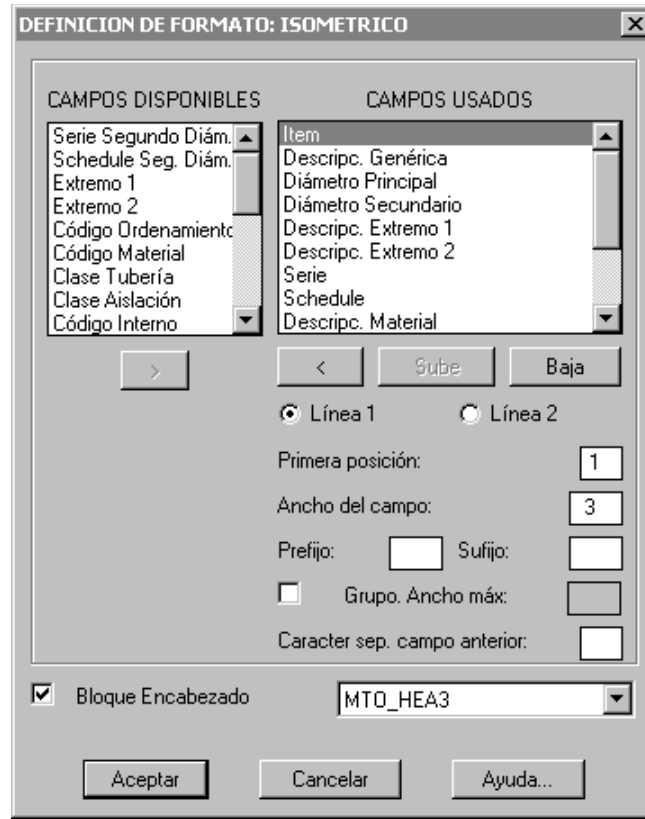 DEFINICION DE FORMATO: ISOMETRICO
CAMPOS DISPONIBLES
Serie Segundo Diám.
Schedule Seg. Diám.
Extremo 1
Extremo 2
Código Ordenamiento
Código Material
Clase Tubería
Clase Aislación
Código Interno
>
CAMPOS USADOS
Item
Descripc. Genérica
Diámetro Principal
Diámetro Secundario
Descripc. Extremo 1
Descripc. Extremo 2
Serie
Schedule
Descripc. Material
< Sube Baja
Línea 1 Línea 2
Primera posición: 1
Ancho del campo: 3
Prefijo: Sufijo:
Grupo. Ancho máx:
Caracter sep. campo anterior:
Bloque Encabezado MTO_HEA3
Aceptar Cancelar Ayuda...